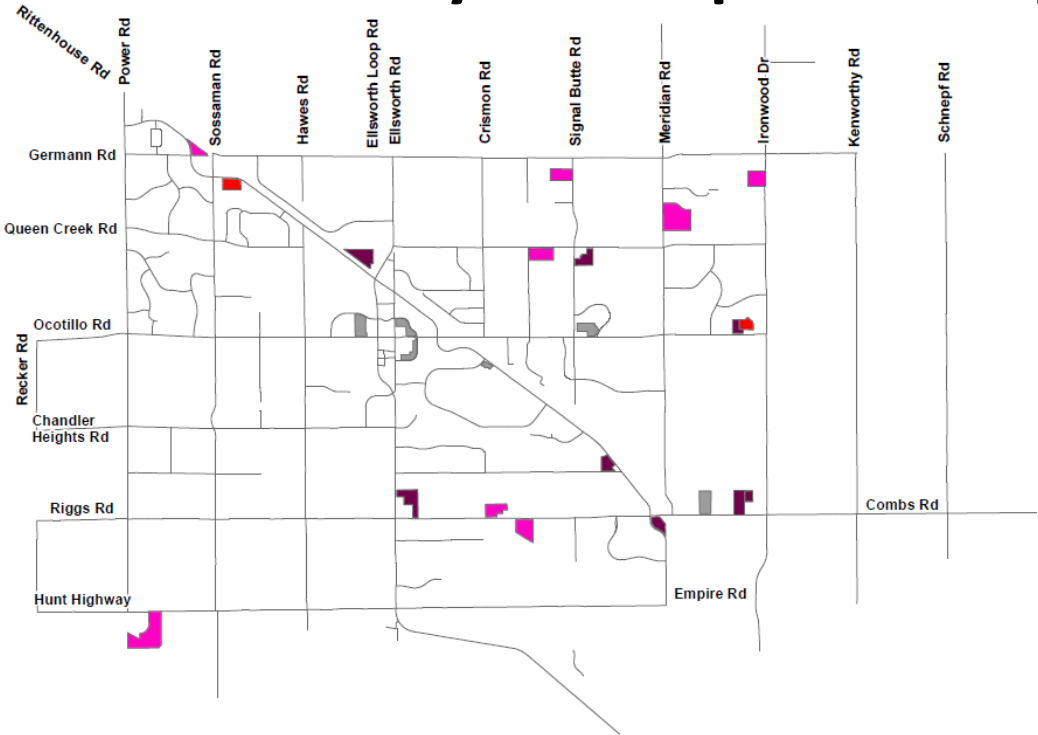 Rittenhouse Rd
Power Rd
Sossaman Rd
Hawes Rd
Ellsworth Loop Rd
Ellsworth Rd
Crismon Rd
Signal Butte Rd
Meridian Rd
Ironwood Dr
Kenworthy Rd
Schnepf Rd
Germann Rd
Queen Creek Rd
Ocotillo Rd
Recker Rd
Chandler
Heights Rd
Riggs Rd
Combs Rd
Hunt Highway
Empire Rd